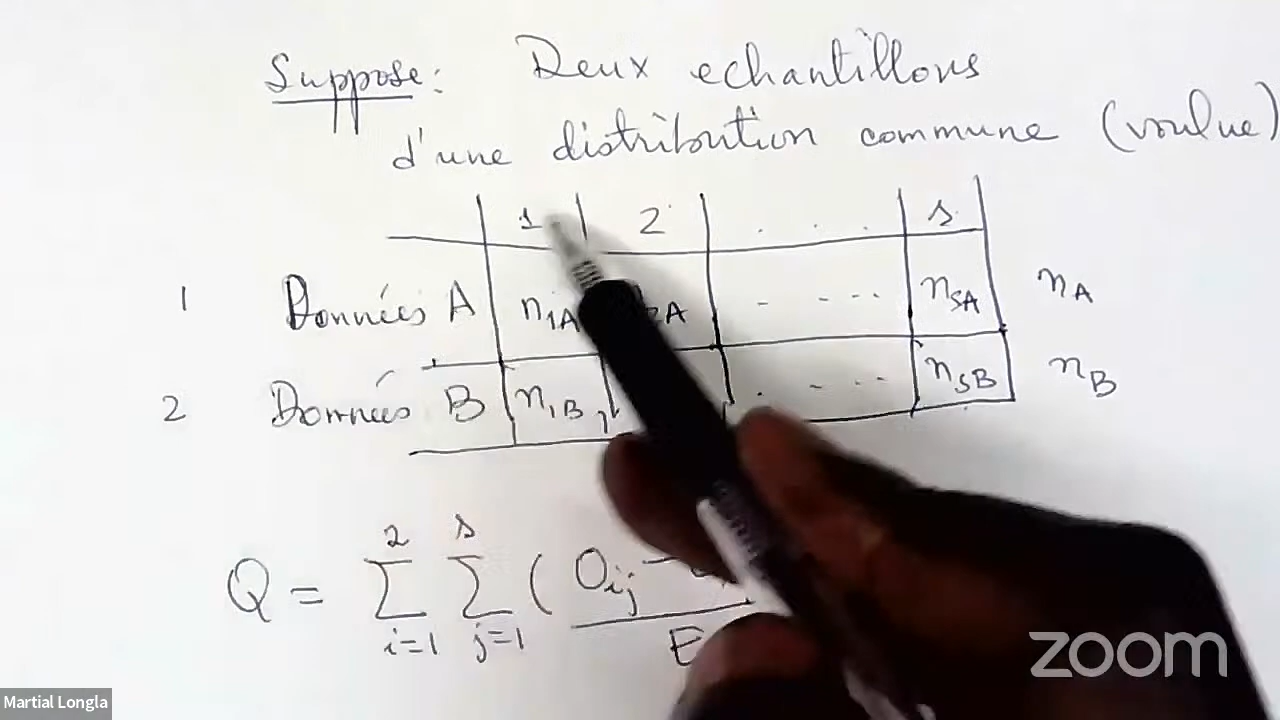 Suppose: Deux echantillons
d'une distribution commune (voulue)
1 2 . . . s
1 Données A n1A A - - ... nSA nA
2 Données B n1B . - ... nSB nB
Q = 2 Σ i=1 s Σ j=1 ( Oij - E
zoom
Martial Longla